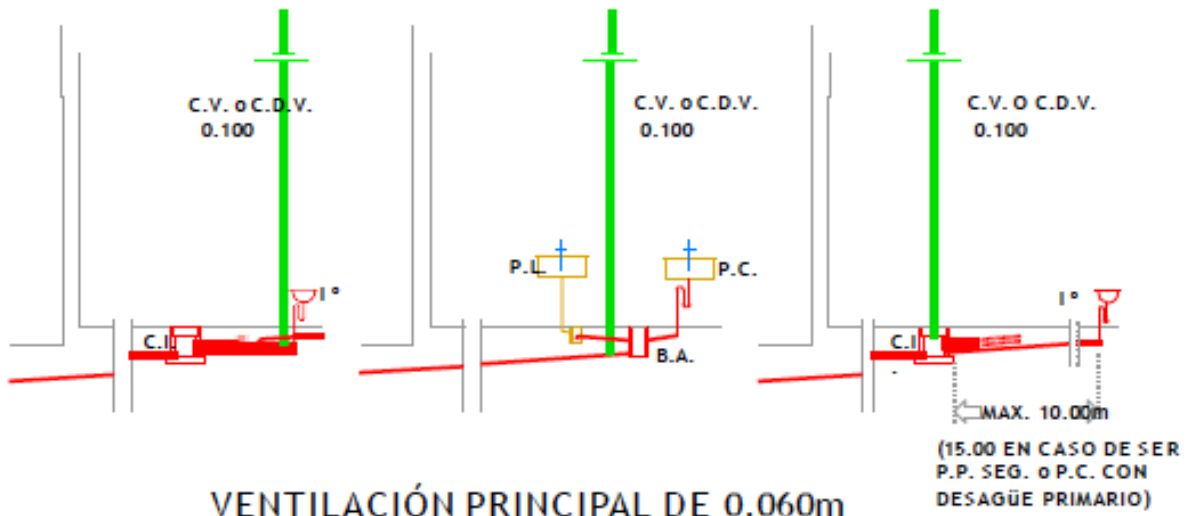 C.V. o C.D.V.
0.100
I º
C.I.
C.V. o C.D.V.
0.100
P.L.
P.C.
B.A.
C.V. O C.D.V.
0.100
I º
C.I
.
MAX. 10.00m
(15.00 EN CASO DE SER
P.P. SEG. o P.C. CON
DESAGüE PRIMARIO)
VENTILACIÓN PRINCIPAL DE 0.060m